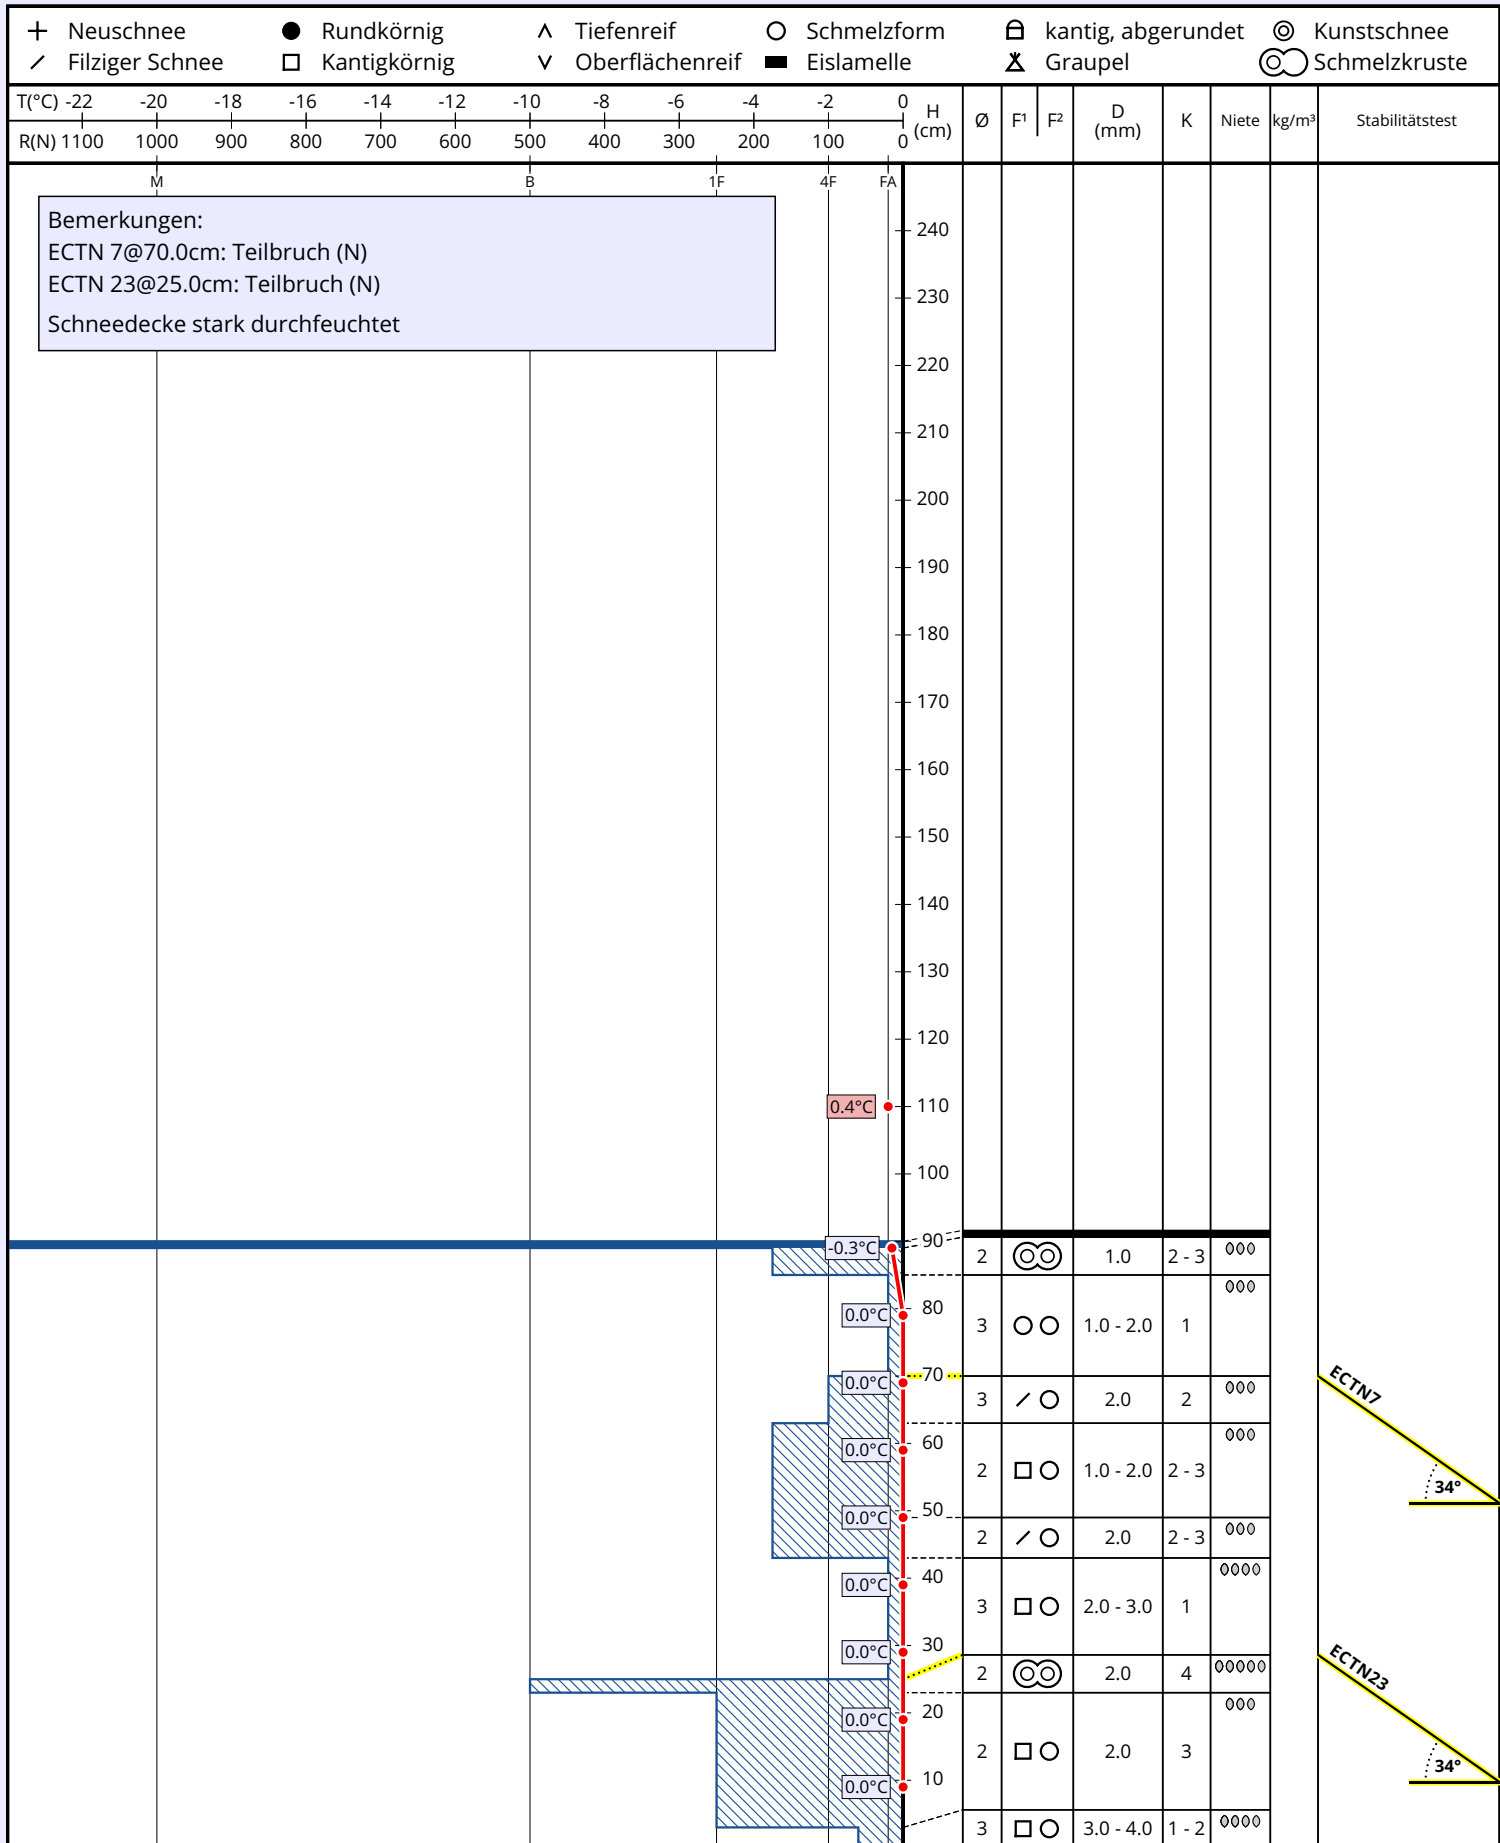 Neuschnee Rundkörnig Tiefenreif Schmelzform kantig, abgerundet Kunstschnee
Filziger Schnee Kantigkörnig Oberflächenreif Eislamelle Graupel Schmelzkruste
T(°C) -22 -20 -18 -16 -14 -12 -10 -8 -6 -4 -2 0
R(N) 1100 1000 900 800 700 600 500 400 300 200 100 0
H (cm) Ø F¹ F² D (mm) K Niete kg/m³ Stabilitätstest
M B 1F 4F FA
Bemerkungen:
ECTN 7@70.0cm: Teilbruch (N)
ECTN 23@25.0cm: Teilbruch (N)
Schneedecke stark durchfeuchtet
240
230
220
210
200
190
180
170
160
150
140
130
120
0.4°C 110
100
-0.3°C 90
2 1.0 2 - 3
0.0°C 80
3 1.0 - 2.0 1
0.0°C 70 ECTN7
3 2.0 2
0.0°C 60
2 1.0 - 2.0 2 - 3
34°
0.0°C 50
2 2.0 2 - 3
0.0°C 40
3 2.0 - 3.0 1
0.0°C 30 ECTN23
2 2.0 4
0.0°C 20
2 2.0 3
34°
0.0°C 10
3 3.0 - 4.0 1 - 2